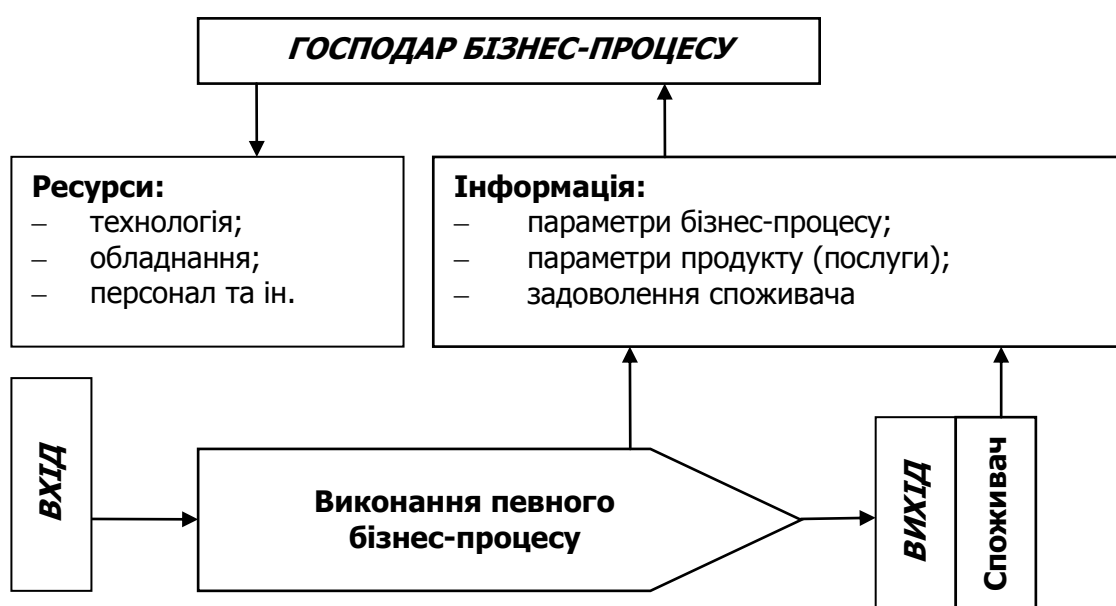 ГОСПОДАР БІЗНЕС-ПРОЦЕСУ
Ресурси:
– технологія;
– обладнання;
– персонал та ін.
Інформація:
– параметри бізнес-процесу;
– параметри продукту (послуги);
– задоволення споживача
ВХІД
Виконання певного
бізнес-процесу
ВИХІД
Споживач